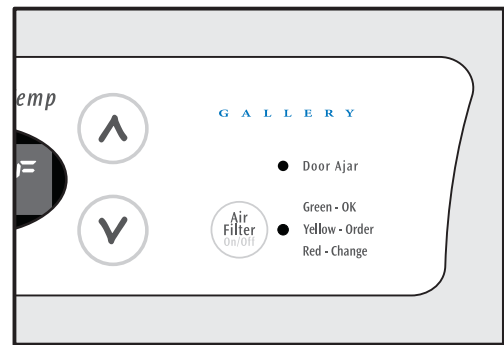 emp
GALLERY
Door Ajar
Air
Filter
On/Off
Green - OK
Yellow - Order
Red - Change